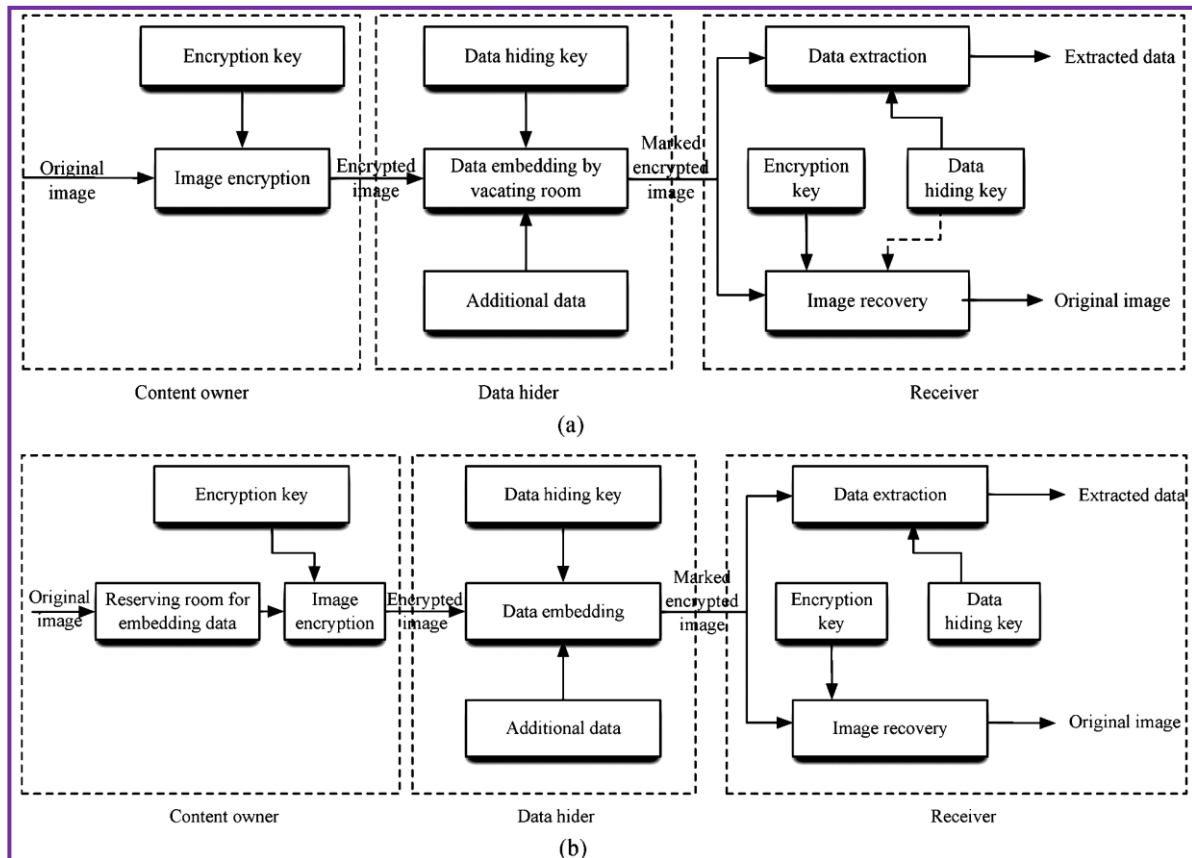 Encryption key
Data hiding key
Data extraction
Extracted data
Original
image
Image encryption
Encrypted
image
Data embedding by
vacating room
Marked
encrypted
image
Encryption
key
Data
hiding key
Additional data
Image recovery
Original image
Content owner
Data hider
Receiver
(a)
Encryption key
Data hiding key
Data extraction
Extracted data
Original
image
Reserving room for
embedding data
Image
encryption
Encrypted
image
Data embedding
Marked
encrypted
image
Encryption
key
Data
hiding key
Additional data
Image recovery
Original image
Content owner
Data hider
Receiver
(b)